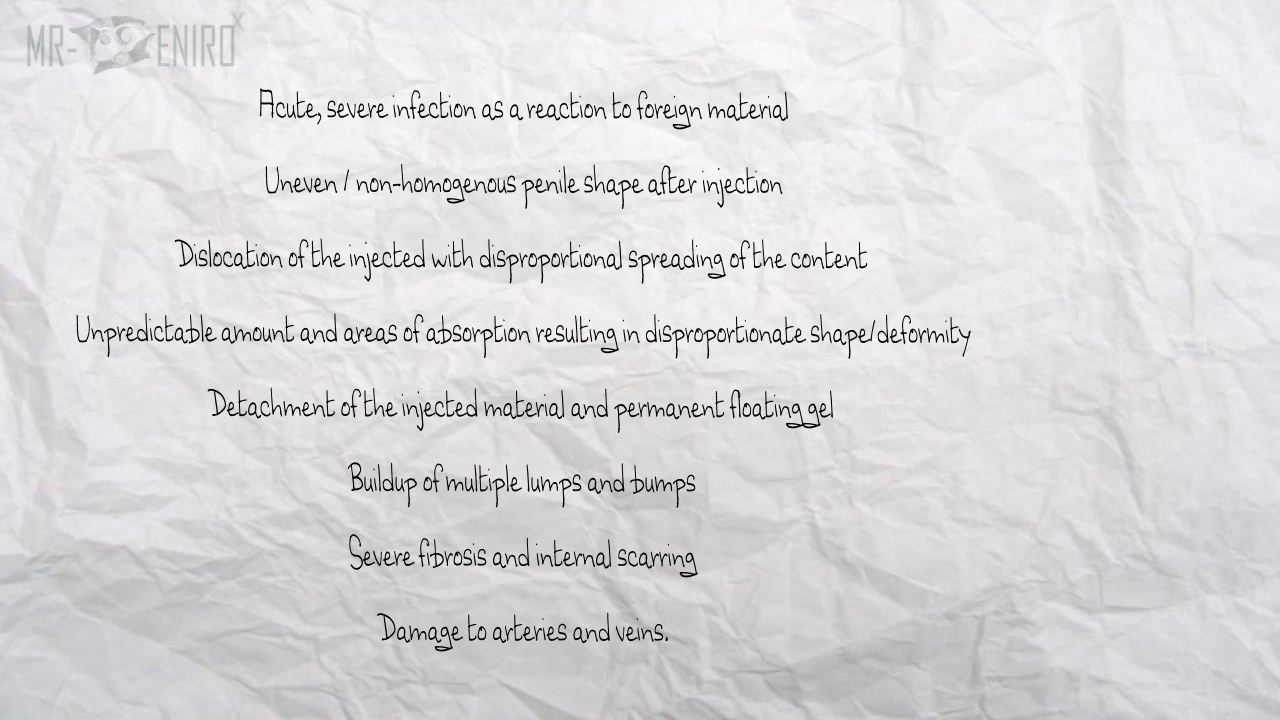 MR- ENIRO X
Acute, severe infection as a reaction to foreign material
Uneven / non-homogenous penile shape after injection
Dislocation of the injected with disproportional spreading of the content
Unpredictable amount and areas of absorption resulting in disproportionate shape/deformity
Detachment of the injected material and permanent floating gel
Buildup of multiple lumps and bumps
Severe fibrosis and internal scarring
Damage to arteries and veins.